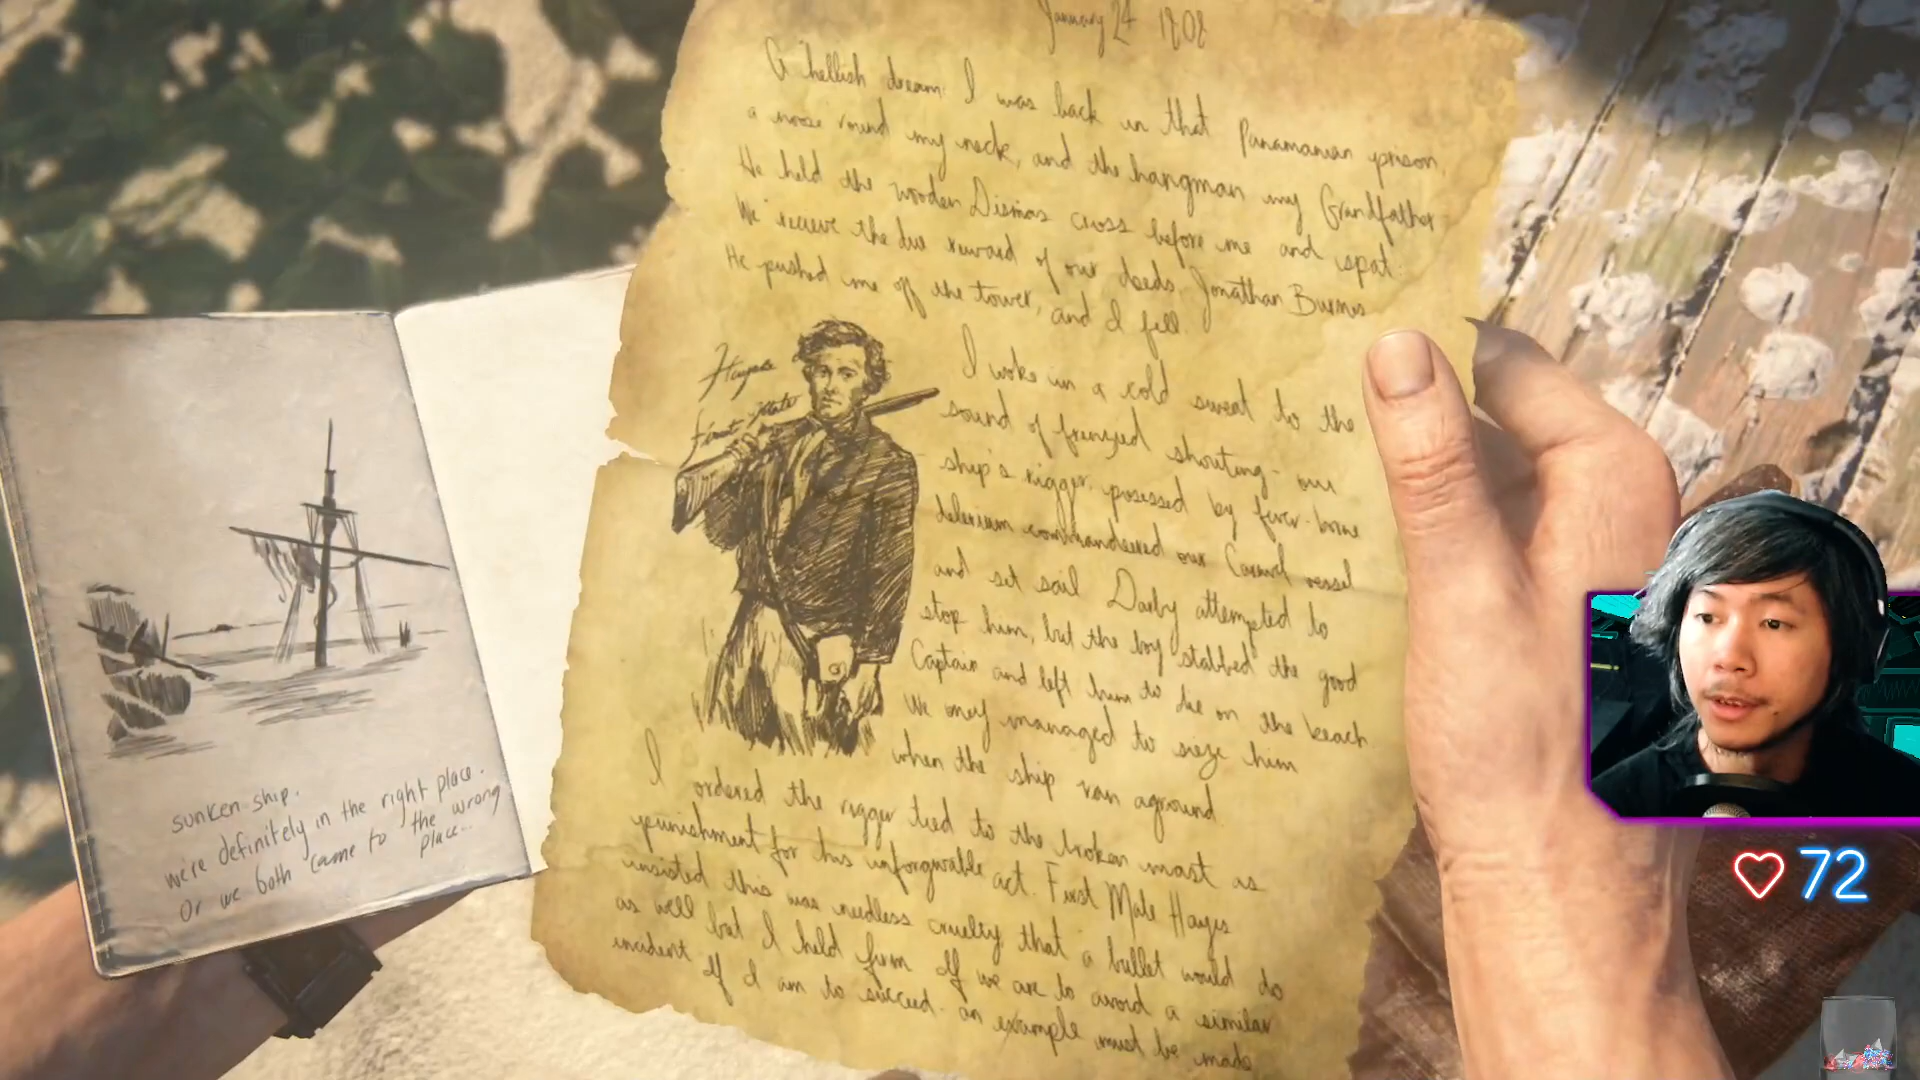 January 24 1808
A hellish dream. I was back in that Panamanian prison,
a noose round my neck, and the hangman my Grandfather
He held the wooden Dismas cross before me and spat:
"We recieve the due reward of our deeds, Jonathan Burnes
He pushed me off the tower, and I fell.
Hayes
First Mate
I woke in a cold sweat to the
sound of frenzied shouting - our
ship's rigger, posessed by fever-borne
delerium commandeered our Caravel vessel
and set sail Darby attempted to
stop him, but the boy stabbed the good
Captain and left him to die on the beach.
We only managed to sieze him
when the ship ran aground.
I ordered the rigger tied to the broken mast as
punishment for his unforgivable act. First Mate Hayes
insisted this was needless cruelty that a bullet would do
as well but I held firm If we are to avoid a similar
incident If I am to succeed - an example must be made
sunken ship.
we're definitely in the right place.
Or we both came to the wrong
place...
72